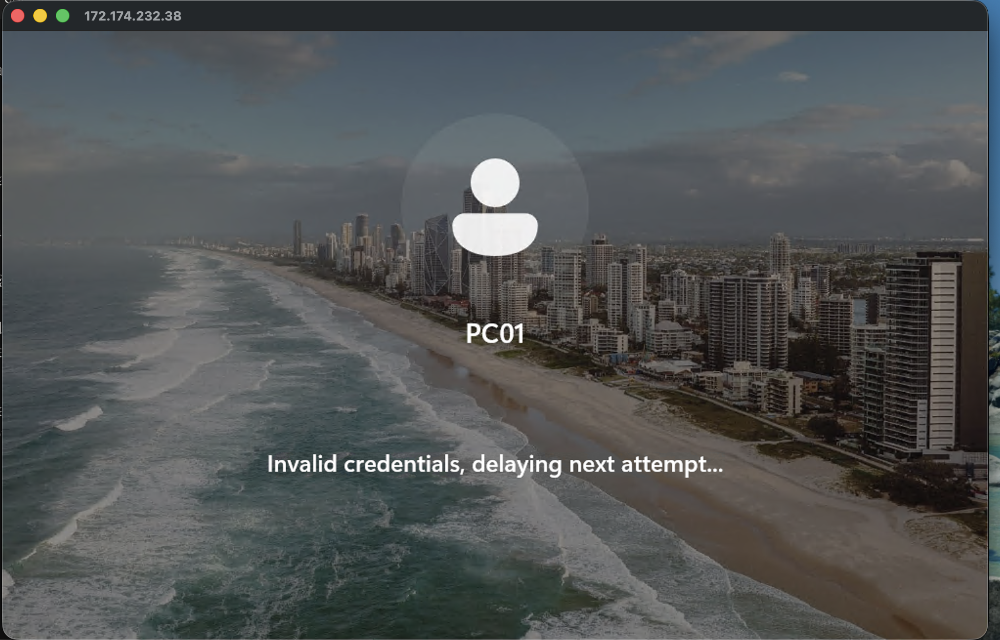 172.174.232.38
PC01
Invalid credentials, delaying next attempt...